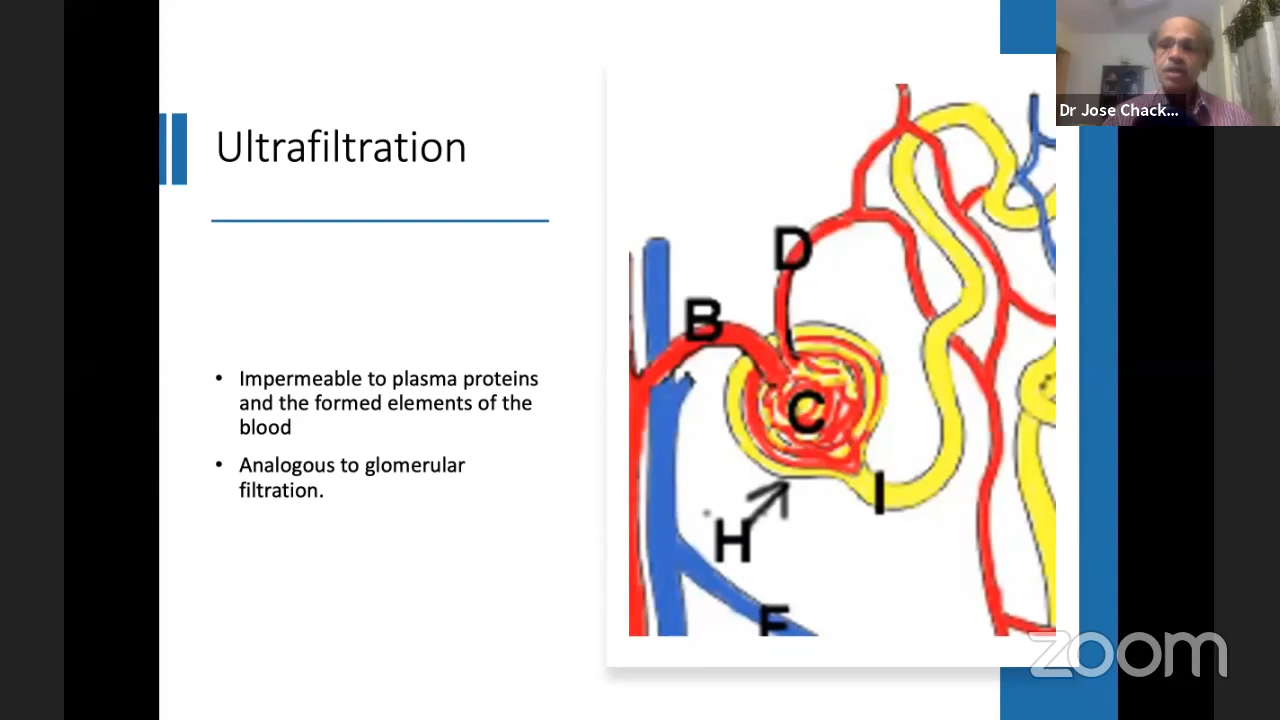 Ultrafiltration
• Impermeable to plasma proteins
and the formed elements of the
blood
• Analogous to glomerular
filtration.
D
B
C
I
H
F
Dr Jose Chack...
zoom